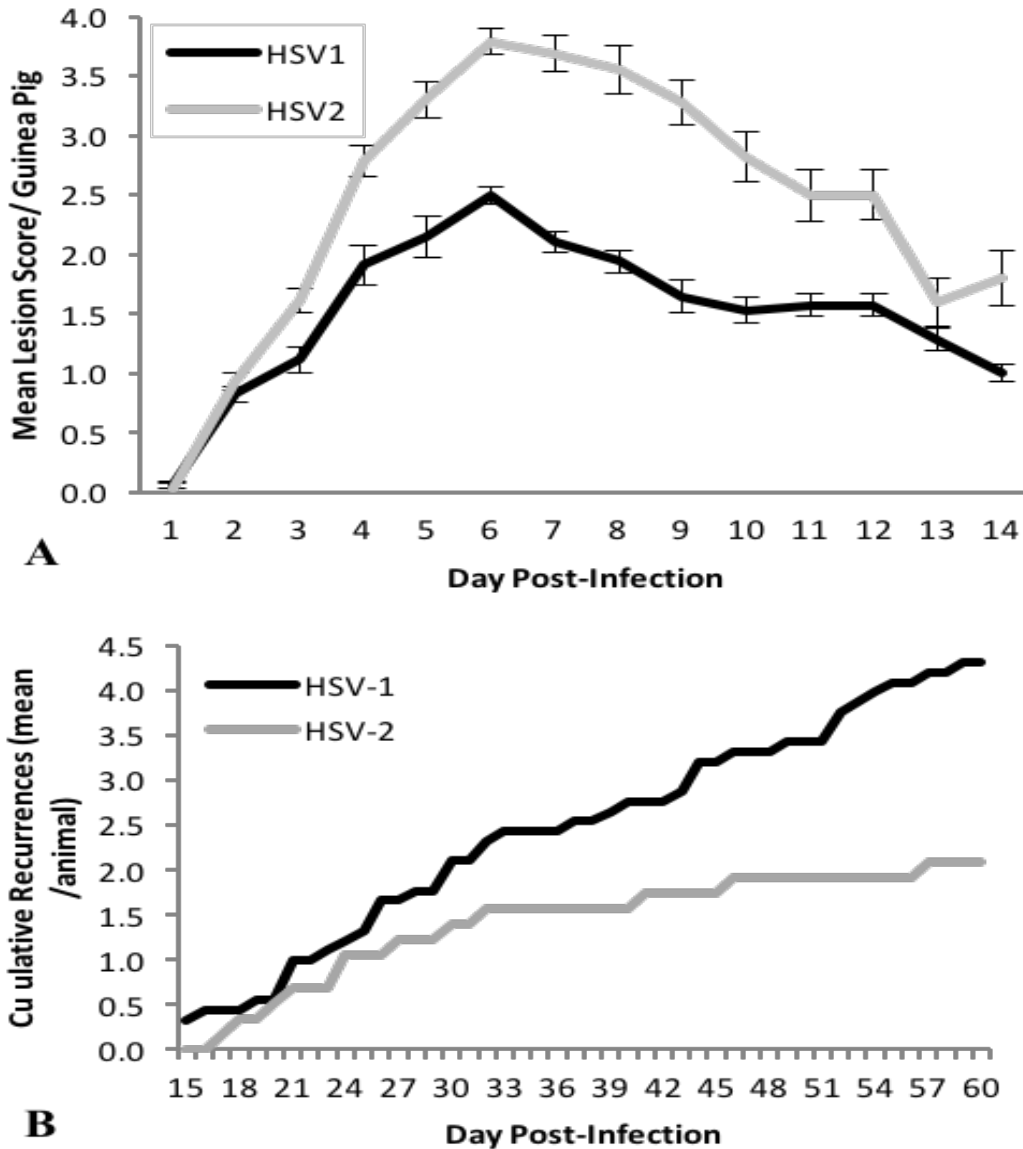 Mean Lesion Score/ Guinea Pig
4.0
3.5
3.0
2.5
2.0
1.5
1.0
0.5
0.0
HSV1
HSV2
1 2 3 4 5 6 7 8 9 10 11 12 13 14
A
Day Post-Infection
Cu ulative Recurrences (mean
/animal)
4.5
4.0
3.5
3.0
2.5
2.0
1.5
1.0
0.5
0.0
HSV-1
HSV-2
15 18 21 24 27 30 33 36 39 42 45 48 51 54 57 60
B
Day Post-Infection